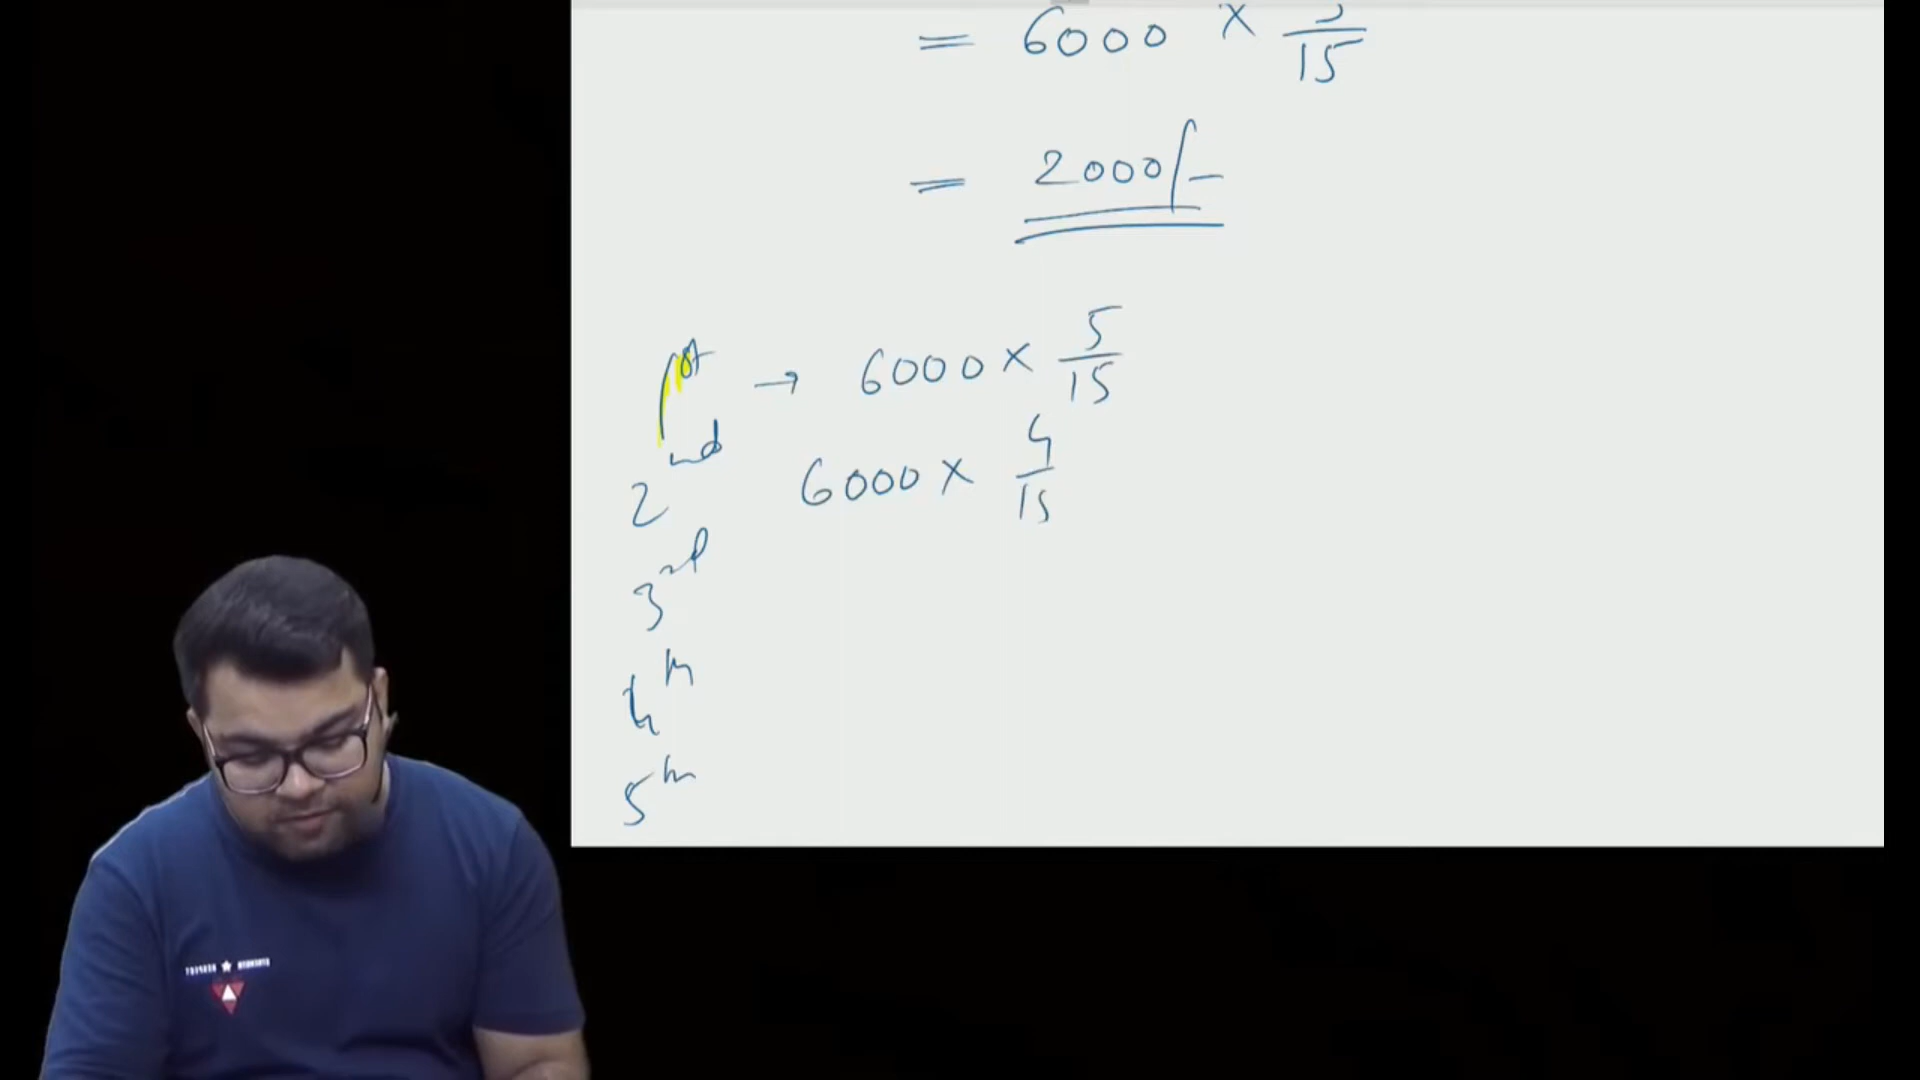 = 6000 × 5/15
= 2000/-
1st → 6000 × 5/15
2nd 6000 × 4/15
3rd
4th
5th